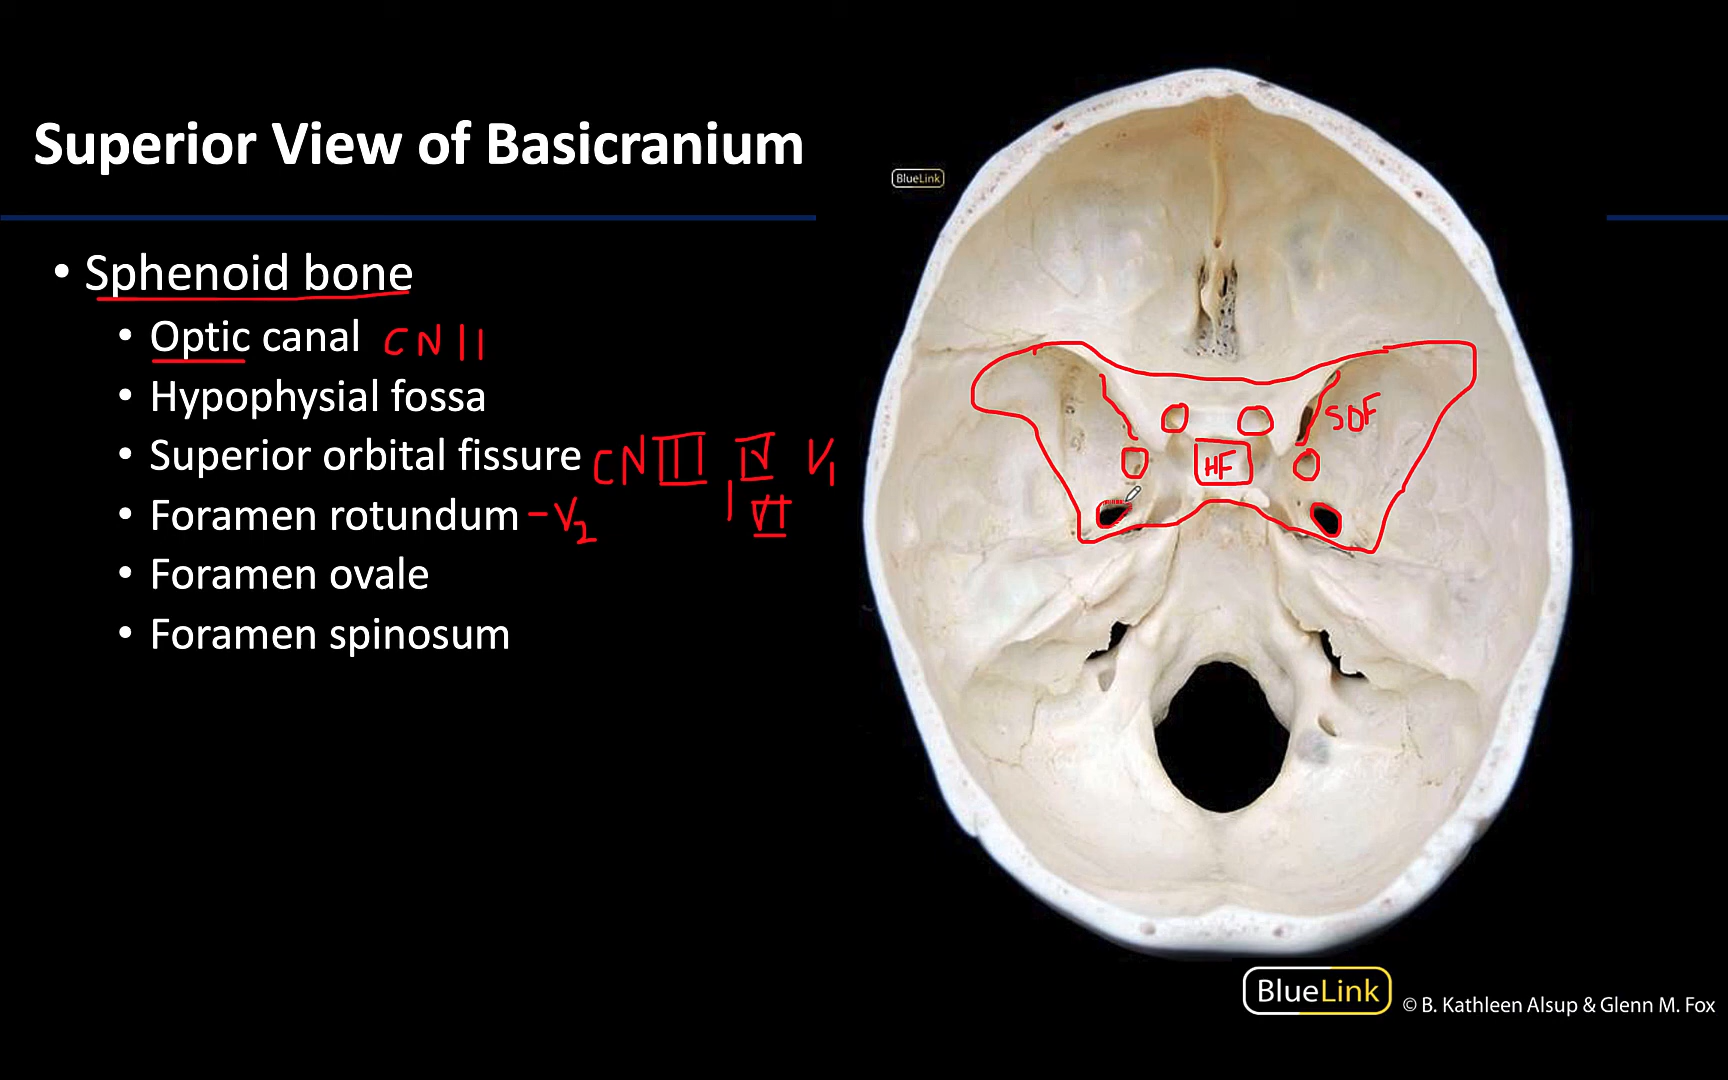 Superior View of Basicranium
BlueLink
• Sphenoid bone
• Optic canal CN II
• Hypophysial fossa
• Superior orbital fissure CN III IV V1
VI
• Foramen rotundum - V2
• Foramen ovale
• Foramen spinosum
SOF
HF
BlueLink
© B. Kathleen Alsup & Glenn M. Fox